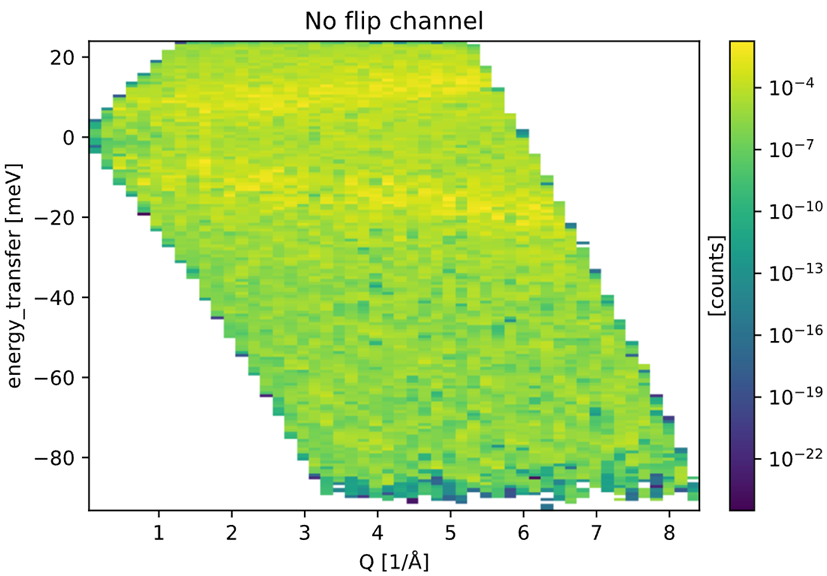 No flip channel
energy_transfer [meV]
20
0
−20
−40
−60
−80
1 2 3 4 5 6 7 8
Q [1/Å]
[counts]
10⁻⁴
10⁻⁷
10⁻¹⁰
10⁻¹³
10⁻¹⁶
10⁻¹⁹
10⁻²²